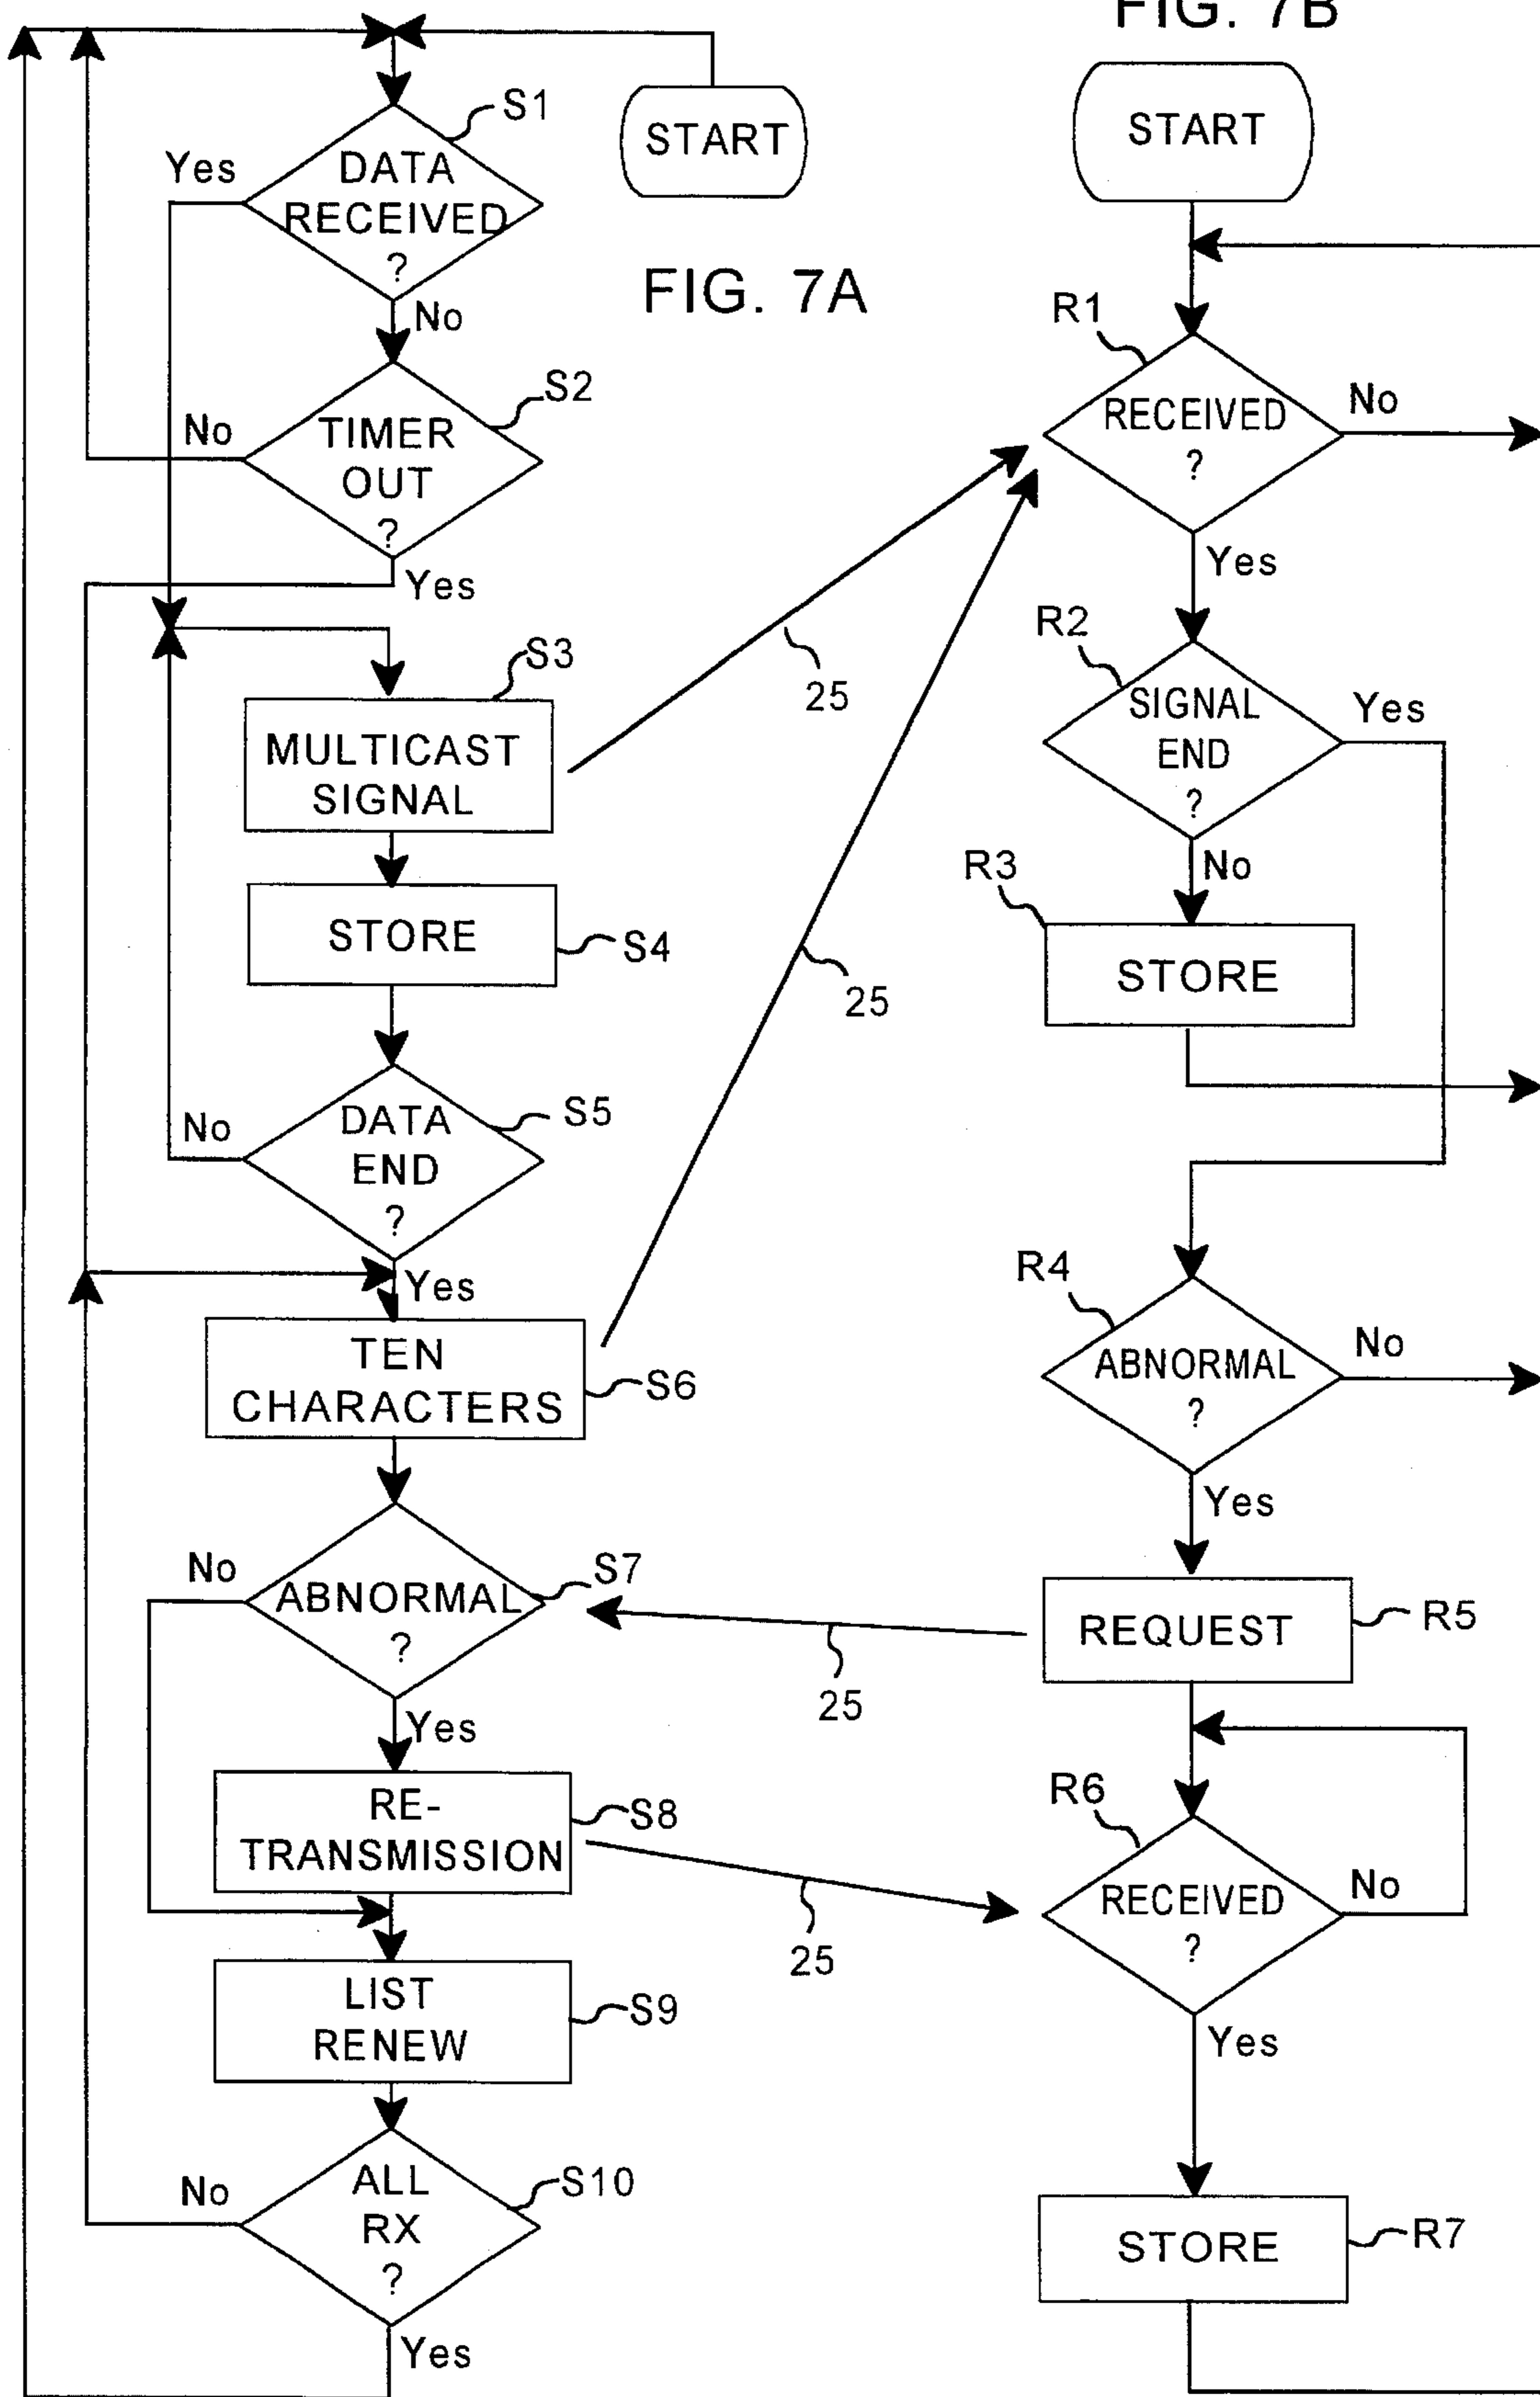 FIG. 7B
START
START
FIG. 7A
S1
Yes
DATA
RECEIVED
?
No
S2
No
TIMER
OUT
?
Yes
S3
MULTICAST
SIGNAL
25
STORE
S4
25
S5
No
DATA
END
?
Yes
TEN
CHARACTERS
S6
S7
No
ABNORMAL
?
Yes
25
RE-
TRANSMISSION
S8
25
LIST
RENEW
S9
S10
No
ALL
RX
?
Yes
R1
RECEIVED
?
No
Yes
R2
SIGNAL
END
?
Yes
No
R3
STORE
R4
ABNORMAL
?
No
Yes
REQUEST
R5
R6
RECEIVED
?
No
Yes
STORE
R7